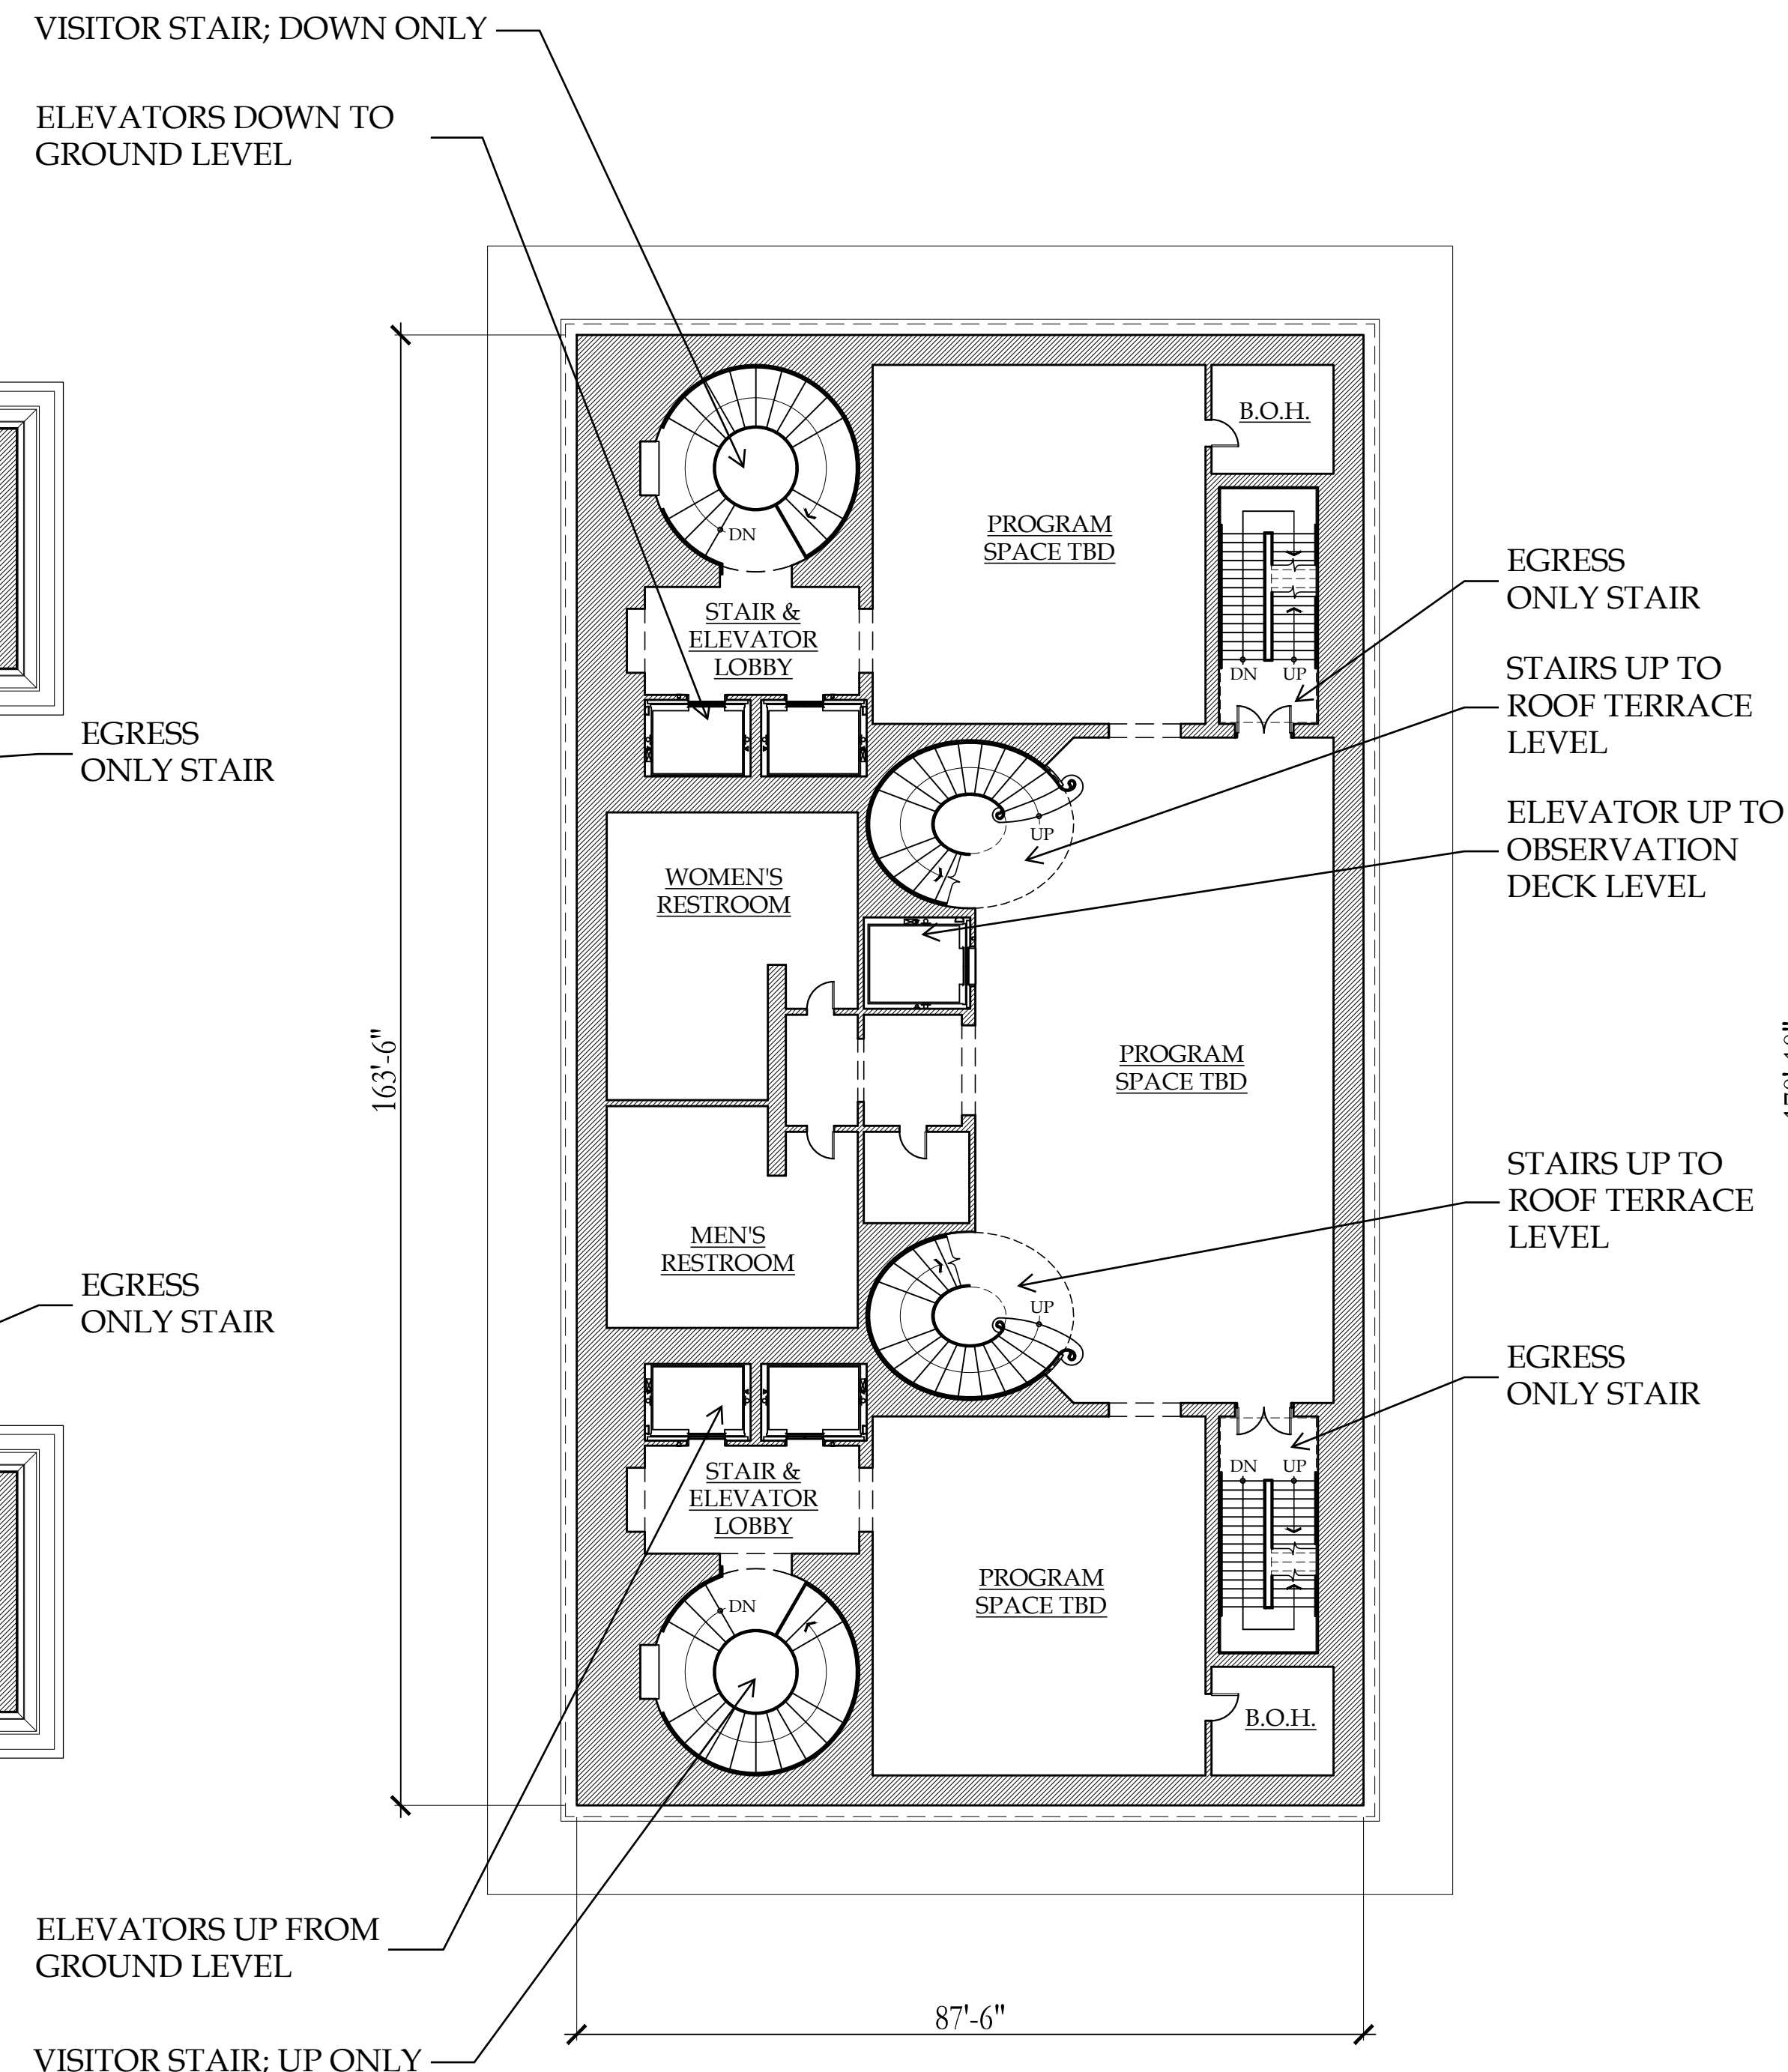 VISITOR STAIR; DOWN ONLY
ELEVATORS DOWN TO
GROUND LEVEL
B.O.H.
PROGRAM
SPACE TBD
DN
STAIR &
ELEVATOR
LOBBY
DN UP
EGRESS
ONLY STAIR
STAIRS UP TO
ROOF TERRACE
LEVEL
EGRESS
ONLY STAIR
ELEVATOR UP TO
OBSERVATION
DECK LEVEL
UP
WOMEN'S
RESTROOM
163'-6"
PROGRAM
SPACE TBD
STAIRS UP TO
ROOF TERRACE
LEVEL
MEN'S
RESTROOM
UP
EGRESS
ONLY STAIR
EGRESS
ONLY STAIR
STAIR &
ELEVATOR
LOBBY
DN UP
PROGRAM
SPACE TBD
DN
B.O.H.
ELEVATORS UP FROM
GROUND LEVEL
87'-6"
VISITOR STAIR; UP ONLY